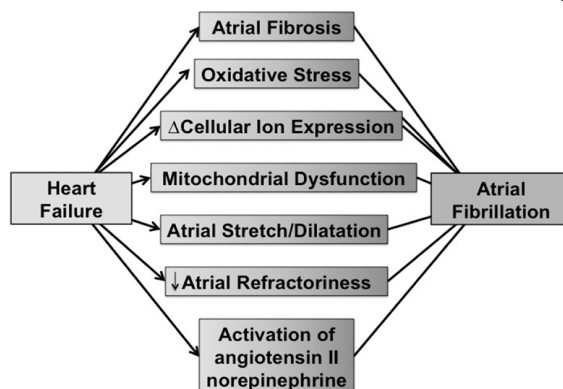 Atrial Fibrosis
Oxidative Stress
ΔCellular Ion Expression
Mitochondrial Dysfunction
Heart
Failure
Atrial
Fibrillation
Atrial Stretch/Dilatation
↓Atrial Refractoriness
Activation of
angiotensin II
norepinephrine